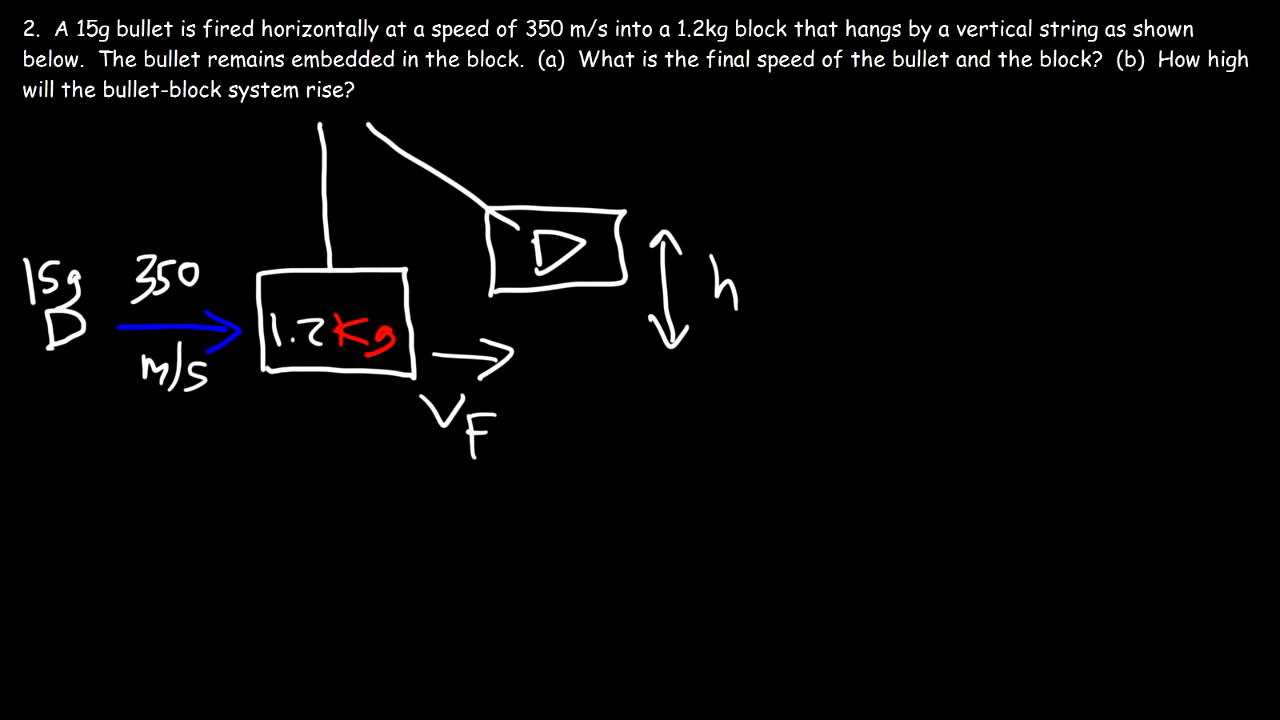 2. A 15g bullet is fired horizontally at a speed of 350 m/s into a 1.2kg block that hangs by a vertical string as shown
below. The bullet remains embedded in the block. (a) What is the final speed of the bullet and the block? (b) How high
will the bullet-block system rise?
15g 350
m/s
1.2Kg
h
VF